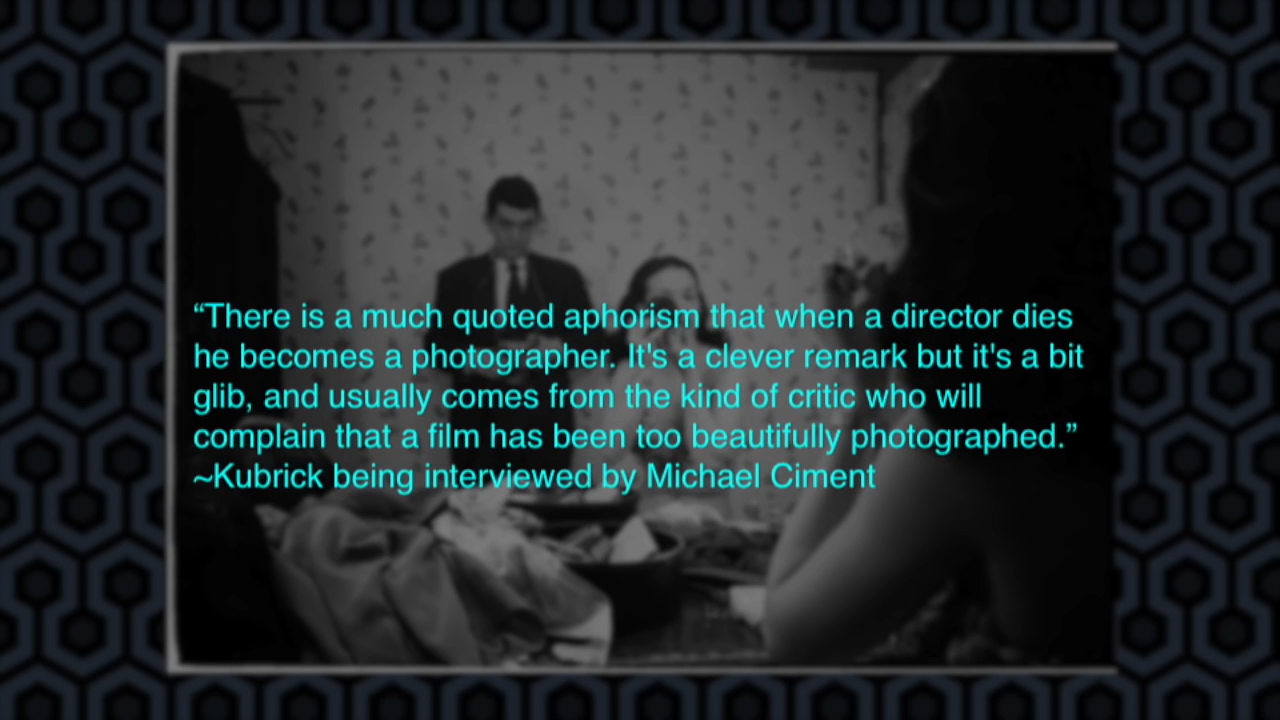 “There is a much quoted aphorism that when a director dies
he becomes a photographer. It's a clever remark but it's a bit
glib, and usually comes from the kind of critic who will
complain that a film has been too beautifully photographed.”
~Kubrick being interviewed by Michael Ciment